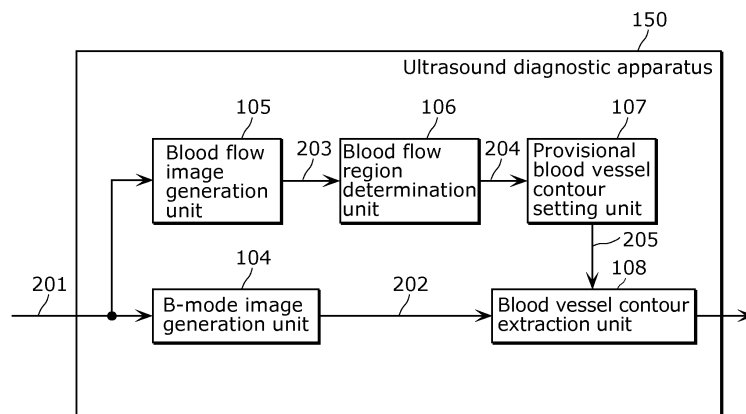 150
Ultrasound diagnostic apparatus
105
106
107
Blood flow
image
generation
unit
203
Blood flow
region
determination
unit
204
Provisional
blood vessel
contour
setting unit
205
201
104
202
108
B-mode image
generation unit
Blood vessel contour
extraction unit